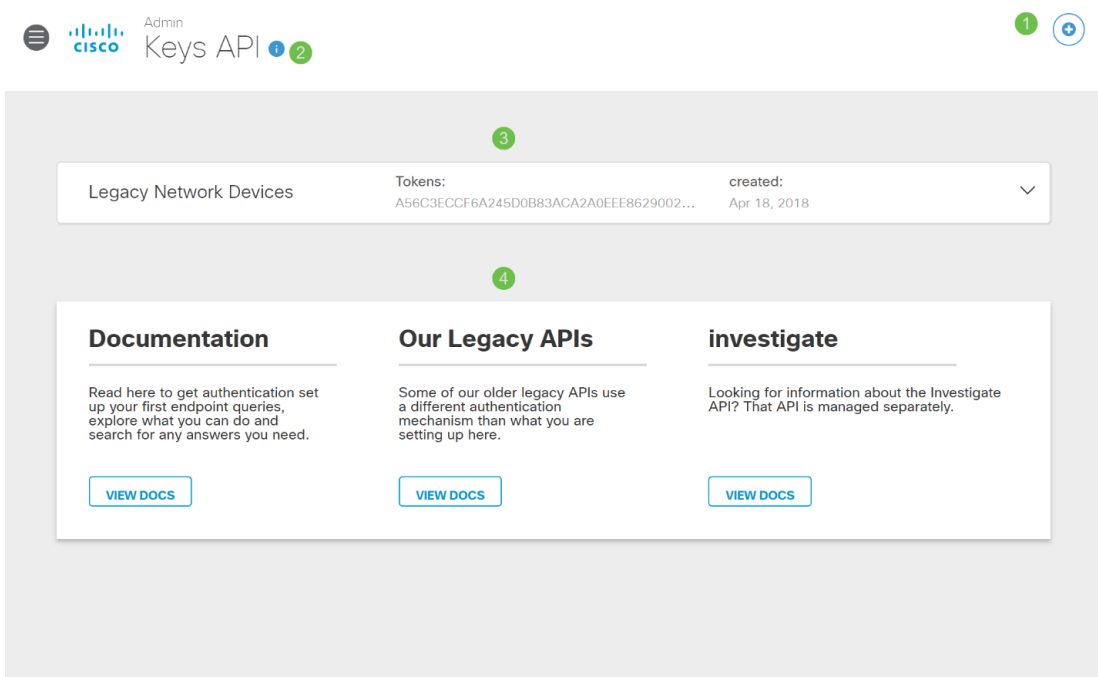 Admin
1
cisco
Keys API
i
2
3
Legacy Network Devices
Tokens:
A56C3ECCF6A245D0B83ACA2A0EEE8629002...
created:
Apr 18, 2018
4
Documentation
Read here to get authentication set
up your first endpoint queries,
explore what you can do and
search for any answers you need.
VIEW DOCS
Our Legacy APIs
Some of our older legacy APIs use
a different authentication
mechanism than what you are
setting up here.
VIEW DOCS
investigate
Looking for information about the Investigate
API? That API is managed separately.
VIEW DOCS